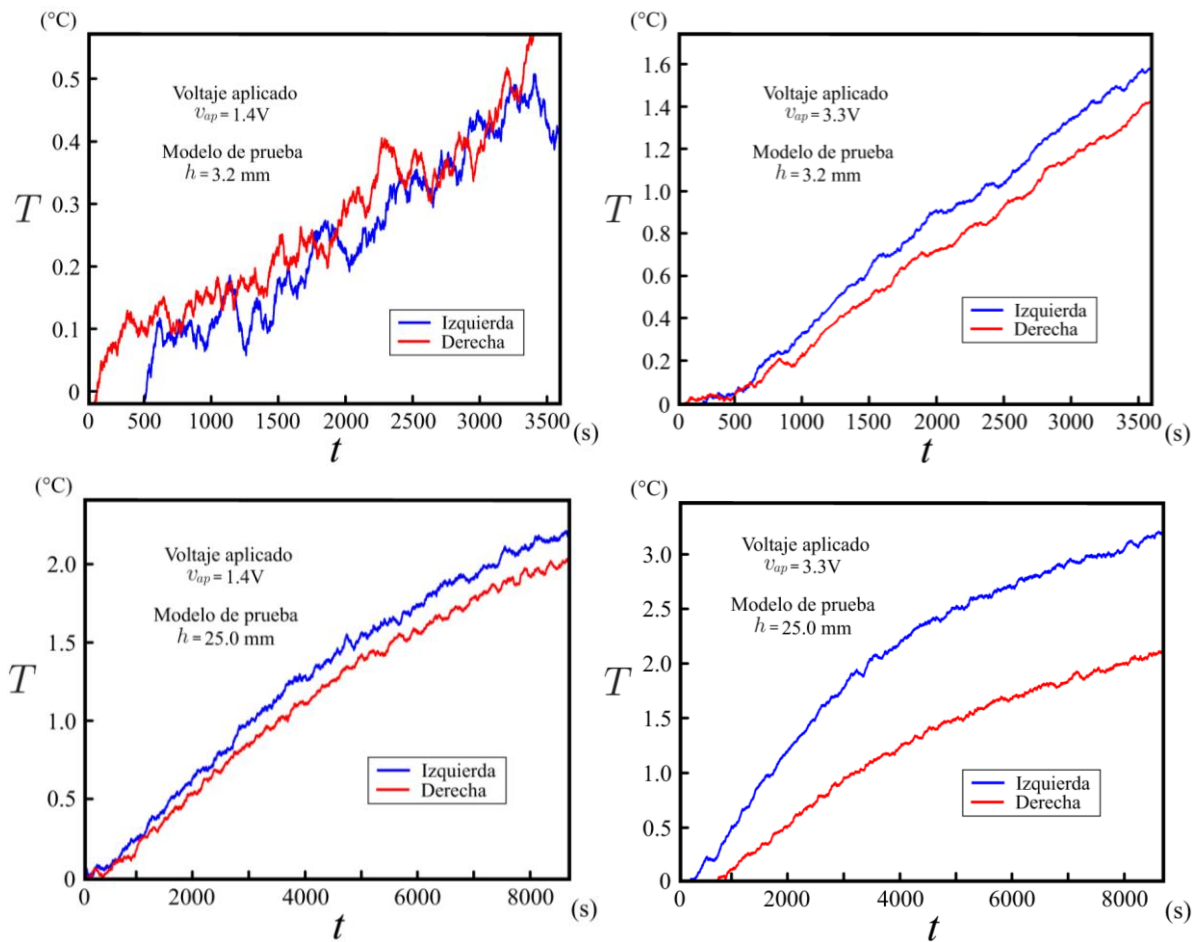 (°C)
0.5
0.4
0.3
0.2
0.1
0
T
Voltaje aplicado
v_ap = 1.4V
Modelo de prueba
h = 3.2 mm
Izquierda
Derecha
0 500 1000 1500 2000 2500 3000 3500 (s)
t
(°C)
1.6
1.4
1.2
1.0
0.8
0.6
0.4
0.2
0
T
Voltaje aplicado
v_ap = 3.3V
Modelo de prueba
h = 3.2 mm
Izquierda
Derecha
0 500 1000 1500 2000 2500 3000 3500 (s)
t
(°C)
2.0
1.5
1.0
0.5
0
T
Voltaje aplicado
v_ap = 1.4V
Modelo de prueba
h = 25.0 mm
Izquierda
Derecha
0 2000 4000 6000 8000 (s)
t
(°C)
3.0
2.5
2.0
1.5
1.0
0.5
0
T
Voltaje aplicado
v_ap = 3.3V
Modelo de prueba
h = 25.0 mm
Izquierda
Derecha
0 2000 4000 6000 8000 (s)
t